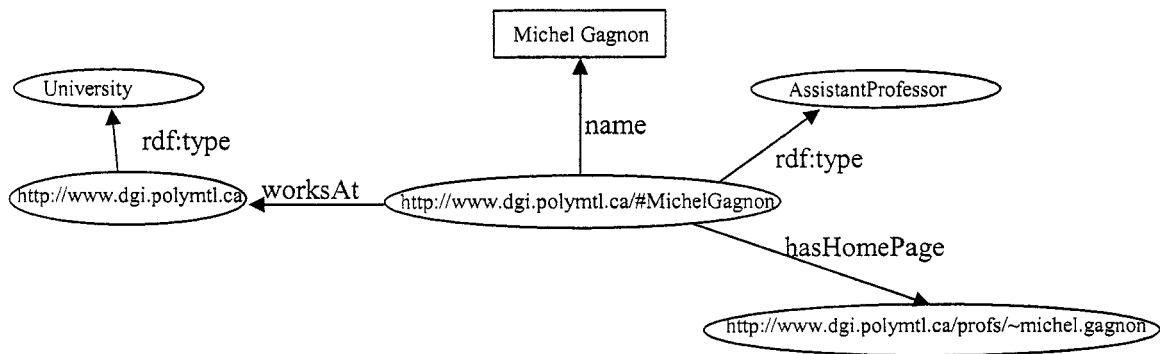 Michel Gagnon
University
AssistantProfessor
name
rdf:type
rdf:type
http://www.dgi.polymtl.ca
worksAt
http://www.dgi.polymtl.ca/#MichelGagnon
hasHomePage
http://www.dgi.polymtl.ca/profs/~michel.gagnon